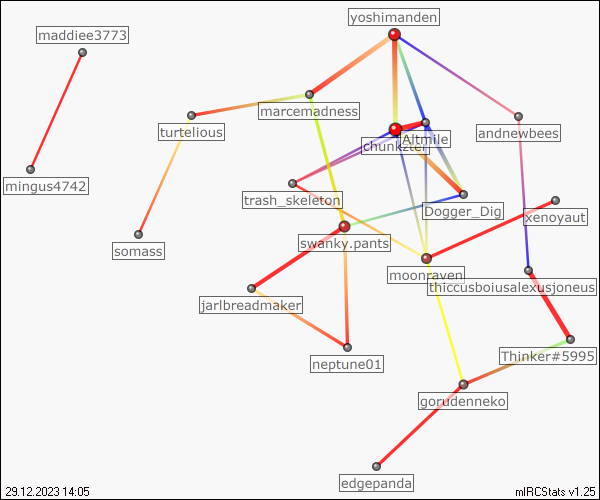 yoshimanden
maddiee3773
marcemadness
turtelious
Altmile
andnewbees
chunkzter
mingus4742
trash_skeleton
Dogger_Dig
xenoyaut
somass
swanky.pants
moonraven
thiccusboiusalexusjoneus
jarlbreadmaker
neptune01
Thinker#5995
gorudenneko
edgepanda
29.12.2023 14:05
mIRCStats v1.25